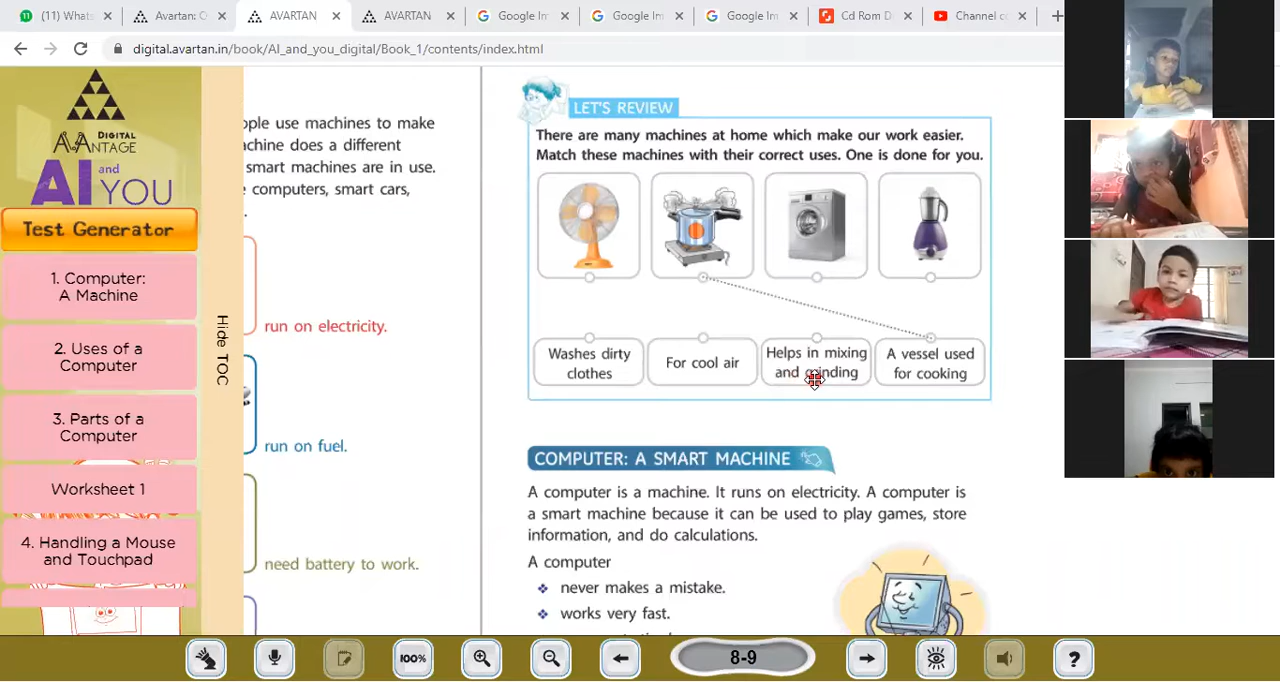 (11) Whats
Avartan: C
AVARTAN
AVARTAN
Google Im
Google Im
Google Im
Cd Rom D
Channel c
digital.avartan.in/book/AI_and_you_digital/Book_1/contents/index.html
DIGITAL
AVANTAGE
AI and YOU
Test Generator
1. Computer:
A Machine
2. Uses of a
Computer
3. Parts of a
Computer
Worksheet 1
4. Handling a Mouse
and Touchpad
Hide TOC
ople use machines to make
achine does a different
smart machines are in use.
e computers, smart cars,
run on electricity.
run on fuel.
need battery to work.
LET'S REVIEW
There are many machines at home which make our work easier.
Match these machines with their correct uses. One is done for you.
Washes dirty
clothes
For cool air
Helps in mixing
and grinding
A vessel used
for cooking
COMPUTER: A SMART MACHINE
A computer is a machine. It runs on electricity. A computer is
a smart machine because it can be used to play games, store
information, and do calculations.
A computer
❖ never makes a mistake.
❖ works very fast.
100%
8-9
?